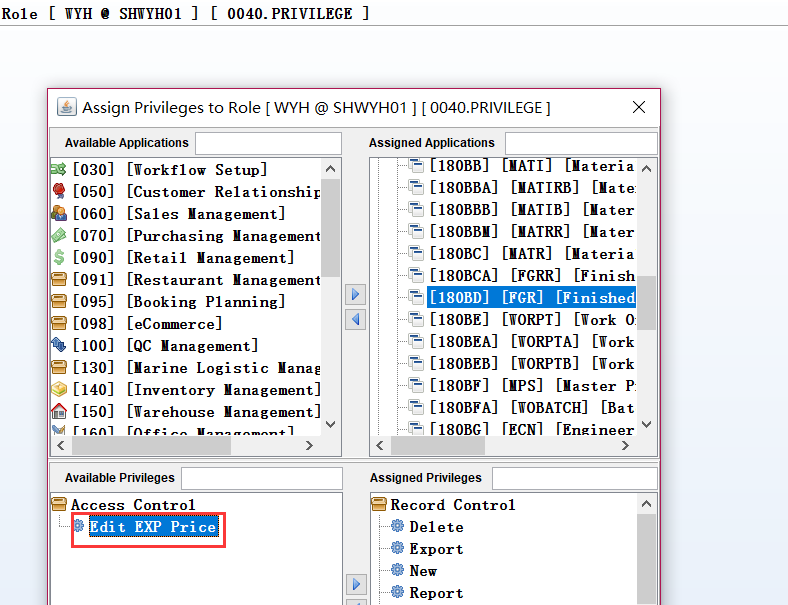 Role [ WYH @ SHWYH01 ] [ 0040.PRIVILEGE ]
Assign Privileges to Role [ WYH @ SHWYH01 ] [ 0040.PRIVILEGE ]
Available Applications
[030] [Workflow Setup]
[050] [Customer Relationship
[060] [Sales Management]
[070] [Purchasing Management
[090] [Retail Management]
[091] [Restaurant Management
[095] [Booking Planning]
[098] [eCommerce]
[100] [QC Management]
[130] [Marine Logistic Manag
[140] [Inventory Management]
[150] [Warehouse Management]
[160] [Office Management]
Assigned Applications
[180BB] [MATI] [Materia
[180BBA] [MATIRB] [Mate
[180BBB] [MATIB] [Mater
[180BBM] [MATRR] [Mater
[180BC] [MATR] [Materia
[180BCA] [FGRR] [Finish
[180BD] [FGR] [Finished
[180BE] [WORPT] [Work O
[180BEA] [WORPTA] [Work
[180BEB] [WORPTB] [Work
[180BF] [MPS] [Master P
[180BFA] [WOBATCH] [Bat
[180BG] [ECN] [Engineer
Available Privileges
Access Control
Edit EXP Price
Assigned Privileges
Record Control
Delete
Export
New
Report